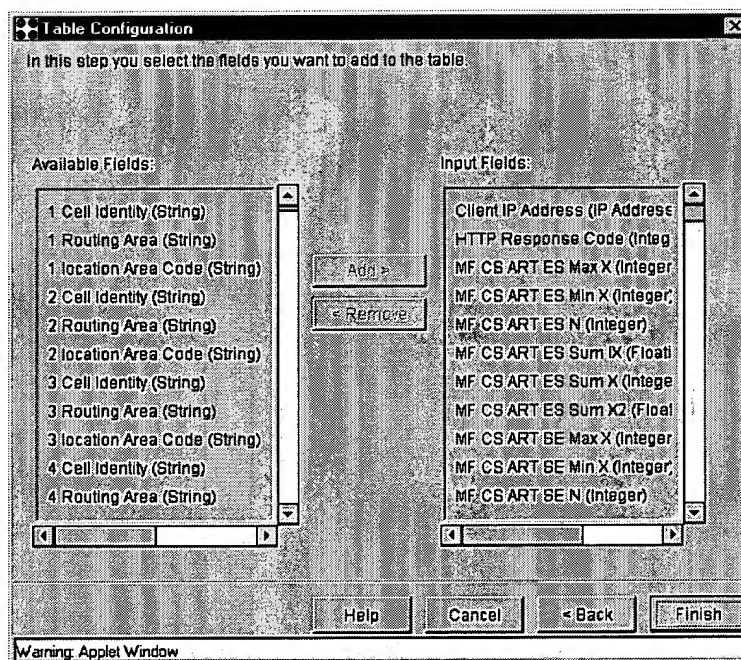 Table Configuration
In this step you select the fields you want to add to the table.
Available Fields:
1 Cell Identity (String)
1 Routing Area (String)
1 location Area Code (String)
2 Cell Identity (String)
2 Routing Area (String)
2 location Area Code (String)
3 Cell Identity (String)
3 Routing Area (String)
3 location Area Code (String)
4 Cell Identity (String)
4 Routing Area (String)
Add >
< Remove
Input Fields:
Client IP Address (IP Address
HTTP Response Code (Integ
MF CS ART ES Max X (Integer
MF CS ART ES Min X (Integer,
MF CS ART ES N (Integer)
MF CS ART ES Sum IX (Floati
MF CS ART ES Sum X (Intege
MF CS ART ES Sum X2 (Float
MF CS ART SE Max X (Integer
MF CS ART SE Min X (Integer,
MF CS ART SE N (Integer)
Help
Cancel
< Back
Finish
Warning: Applet Window